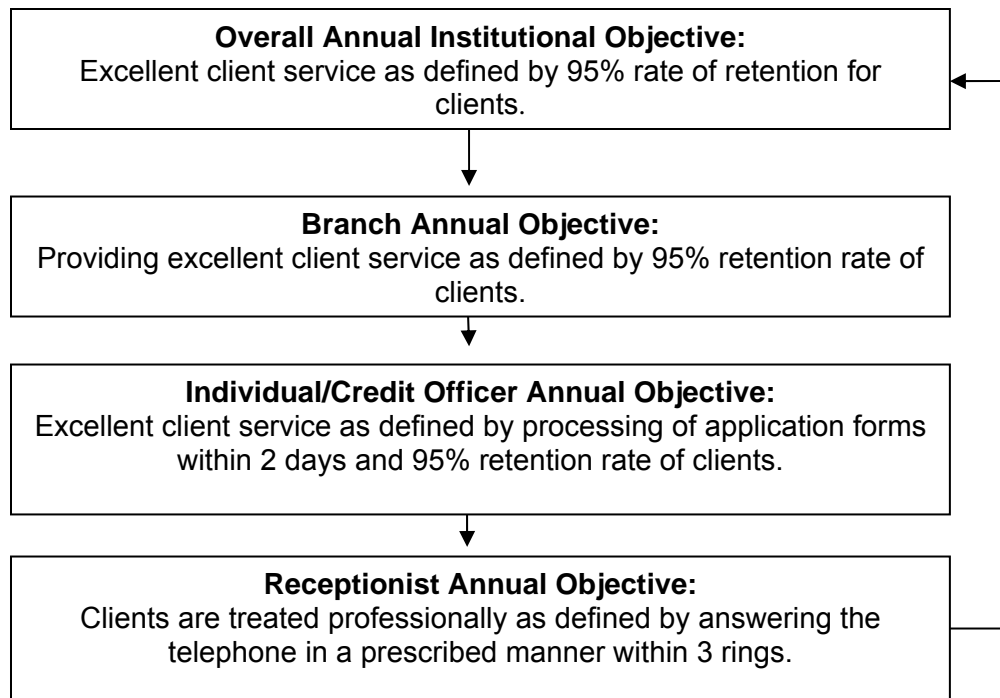 Overall Annual Institutional Objective:
Excellent client service as defined by 95% rate of retention for
clients.
Branch Annual Objective:
Providing excellent client service as defined by 95% retention rate of
clients.
Individual/Credit Officer Annual Objective:
Excellent client service as defined by processing of application forms
within 2 days and 95% retention rate of clients.
Receptionist Annual Objective:
Clients are treated professionally as defined by answering the
telephone in a prescribed manner within 3 rings.